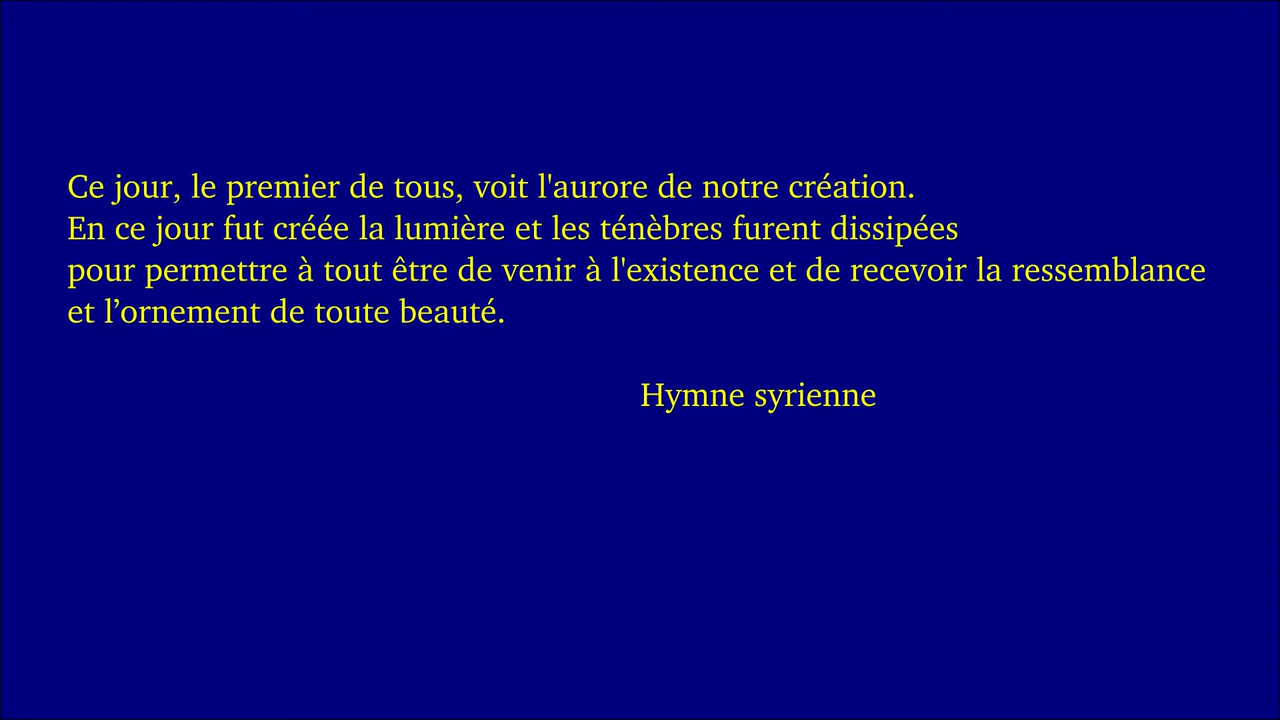 Ce jour, le premier de tous, voit l'aurore de notre création.
En ce jour fut créée la lumière et les ténèbres furent dissipées
pour permettre à tout être de venir à l'existence et de recevoir la ressemblance
et l’ornement de toute beauté.
Hymne syrienne